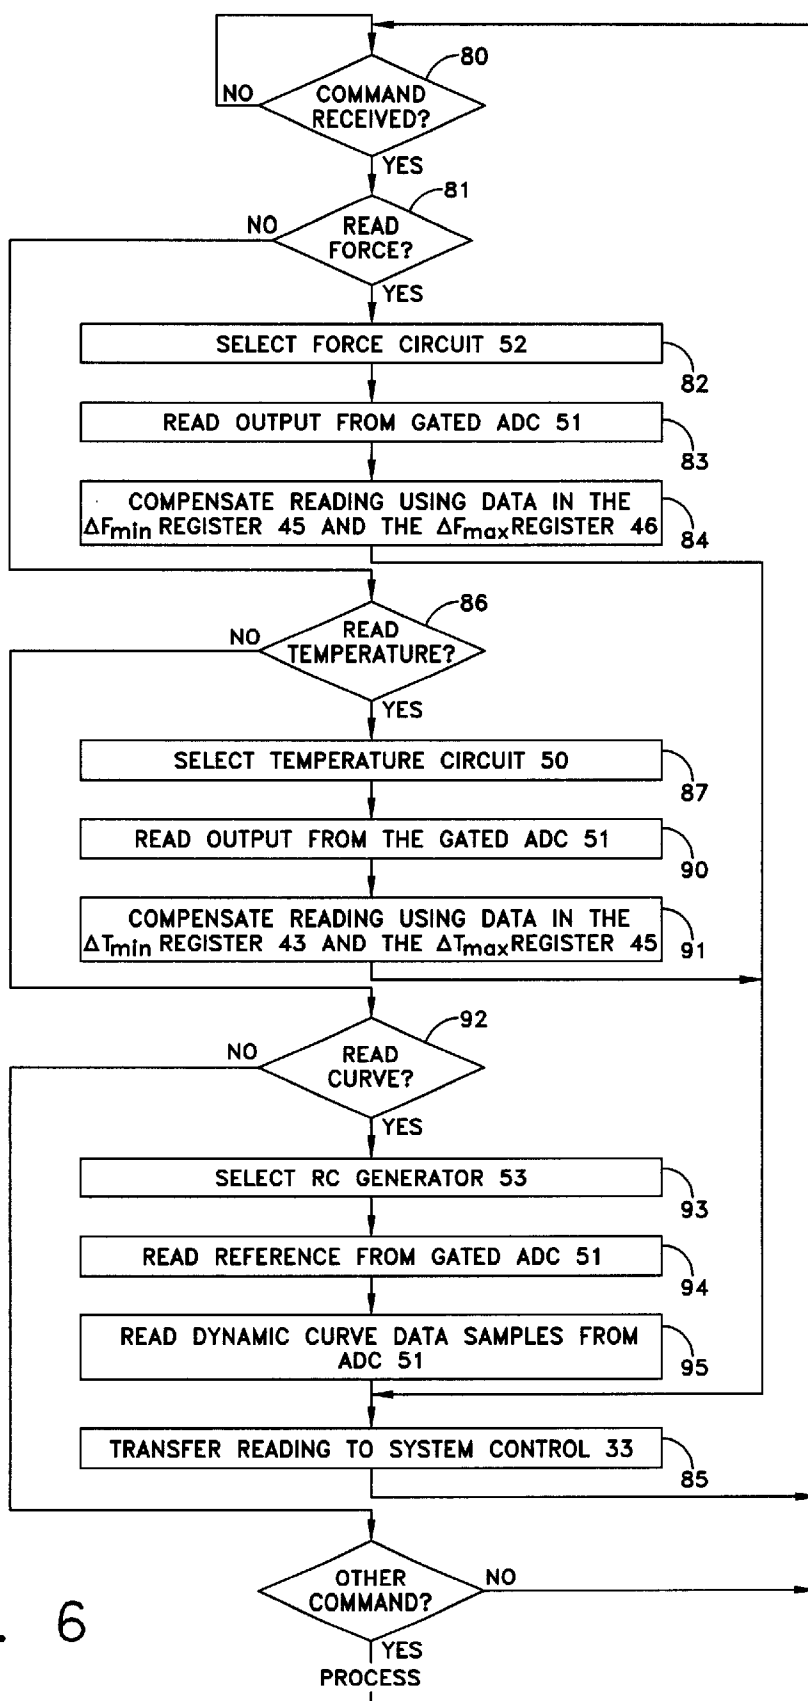 80
COMMAND
RECEIVED?
NO
YES
81
READ
FORCE?
NO
YES
SELECT FORCE CIRCUIT 52
82
READ OUTPUT FROM GATED ADC 51
83
COMPENSATE READING USING DATA IN THE
ΔFmin REGISTER 45 AND THE ΔFmax REGISTER 46
84
86
READ
TEMPERATURE?
NO
YES
SELECT TEMPERATURE CIRCUIT 50
87
READ OUTPUT FROM THE GATED ADC 51
90
COMPENSATE READING USING DATA IN THE
ΔTmin REGISTER 43 AND THE ΔTmax REGISTER 45
91
92
READ
CURVE?
NO
YES
SELECT RC GENERATOR 53
93
READ REFERENCE FROM GATED ADC 51
94
READ DYNAMIC CURVE DATA SAMPLES FROM
ADC 51
95
TRANSFER READING TO SYSTEM CONTROL 33
85
OTHER
COMMAND?
NO
YES
PROCESS
. 6